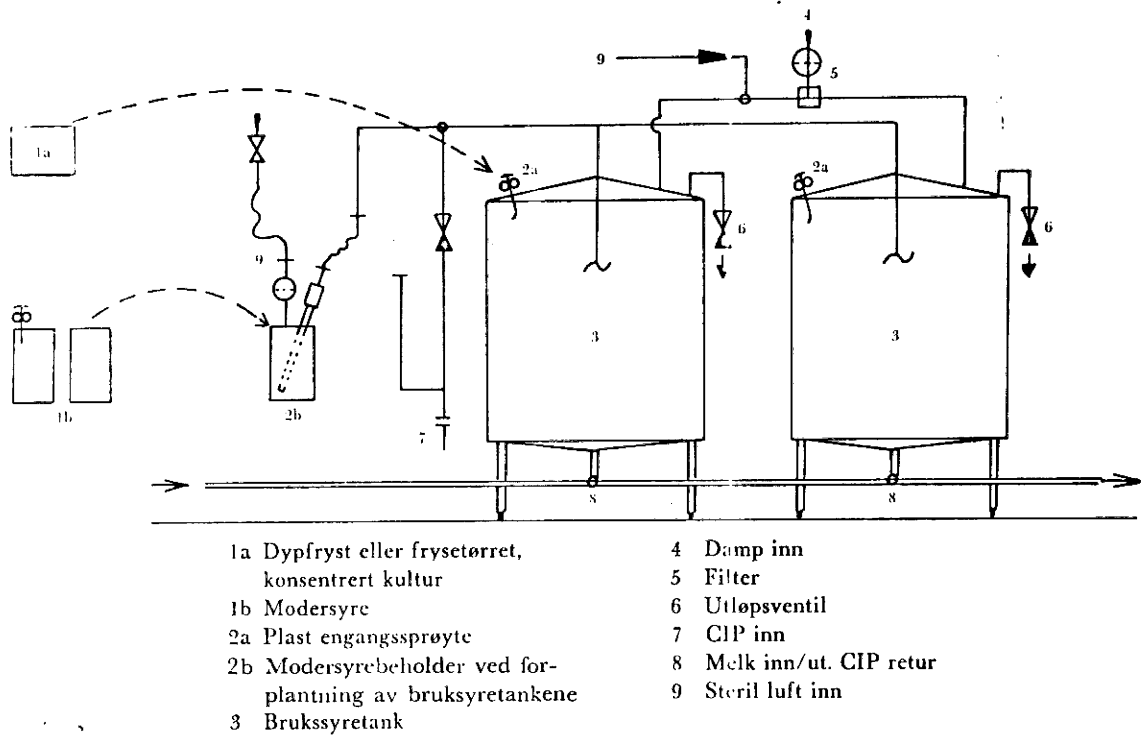 4
9
5
1a
2a
2a
6
6
9
3
3
1b
2b
7
8
8
1a Dypfryst eller frysetørret,
konsentrert kultur
1b Modersyre
2a Plast engangssprøyte
2b Modersyrebeholder ved for-
plantning av bruksyretankene
3 Brukssyretank
4 Damp inn
5 Filter
6 Utløpsventil
7 CIP inn
8 Melk inn/ut. CIP retur
9 Steril luft inn